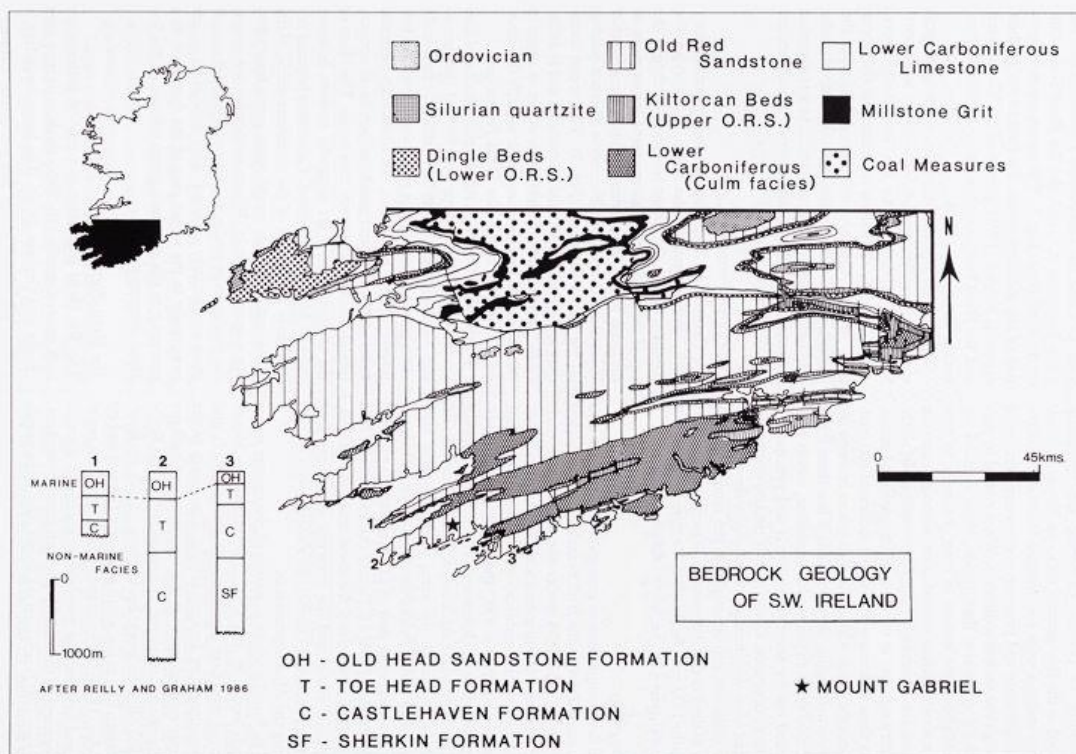 Ordovician
Silurian quartzite
Dingle Beds
(Lower O.R.S.)
Old Red
Sandstone
Kiltorcan Beds
(Upper O.R.S.)
Lower
Carboniferous
(Culm facies)
Lower Carboniferous
Limestone
Millstone Grit
Coal Measures
N
0 45kms.
1
2
3
1 2 3
MARINE
OH OH OH
T T T
C C C
SF
NON-MARINE
FACIES
0
1000m.
AFTER REILLY AND GRAHAM 1986
BEDROCK GEOLOGY
OF S.W. IRELAND
OH - OLD HEAD SANDSTONE FORMATION
T - TOE HEAD FORMATION
C - CASTLEHAVEN FORMATION
SF - SHERKIN FORMATION
★ MOUNT GABRIEL